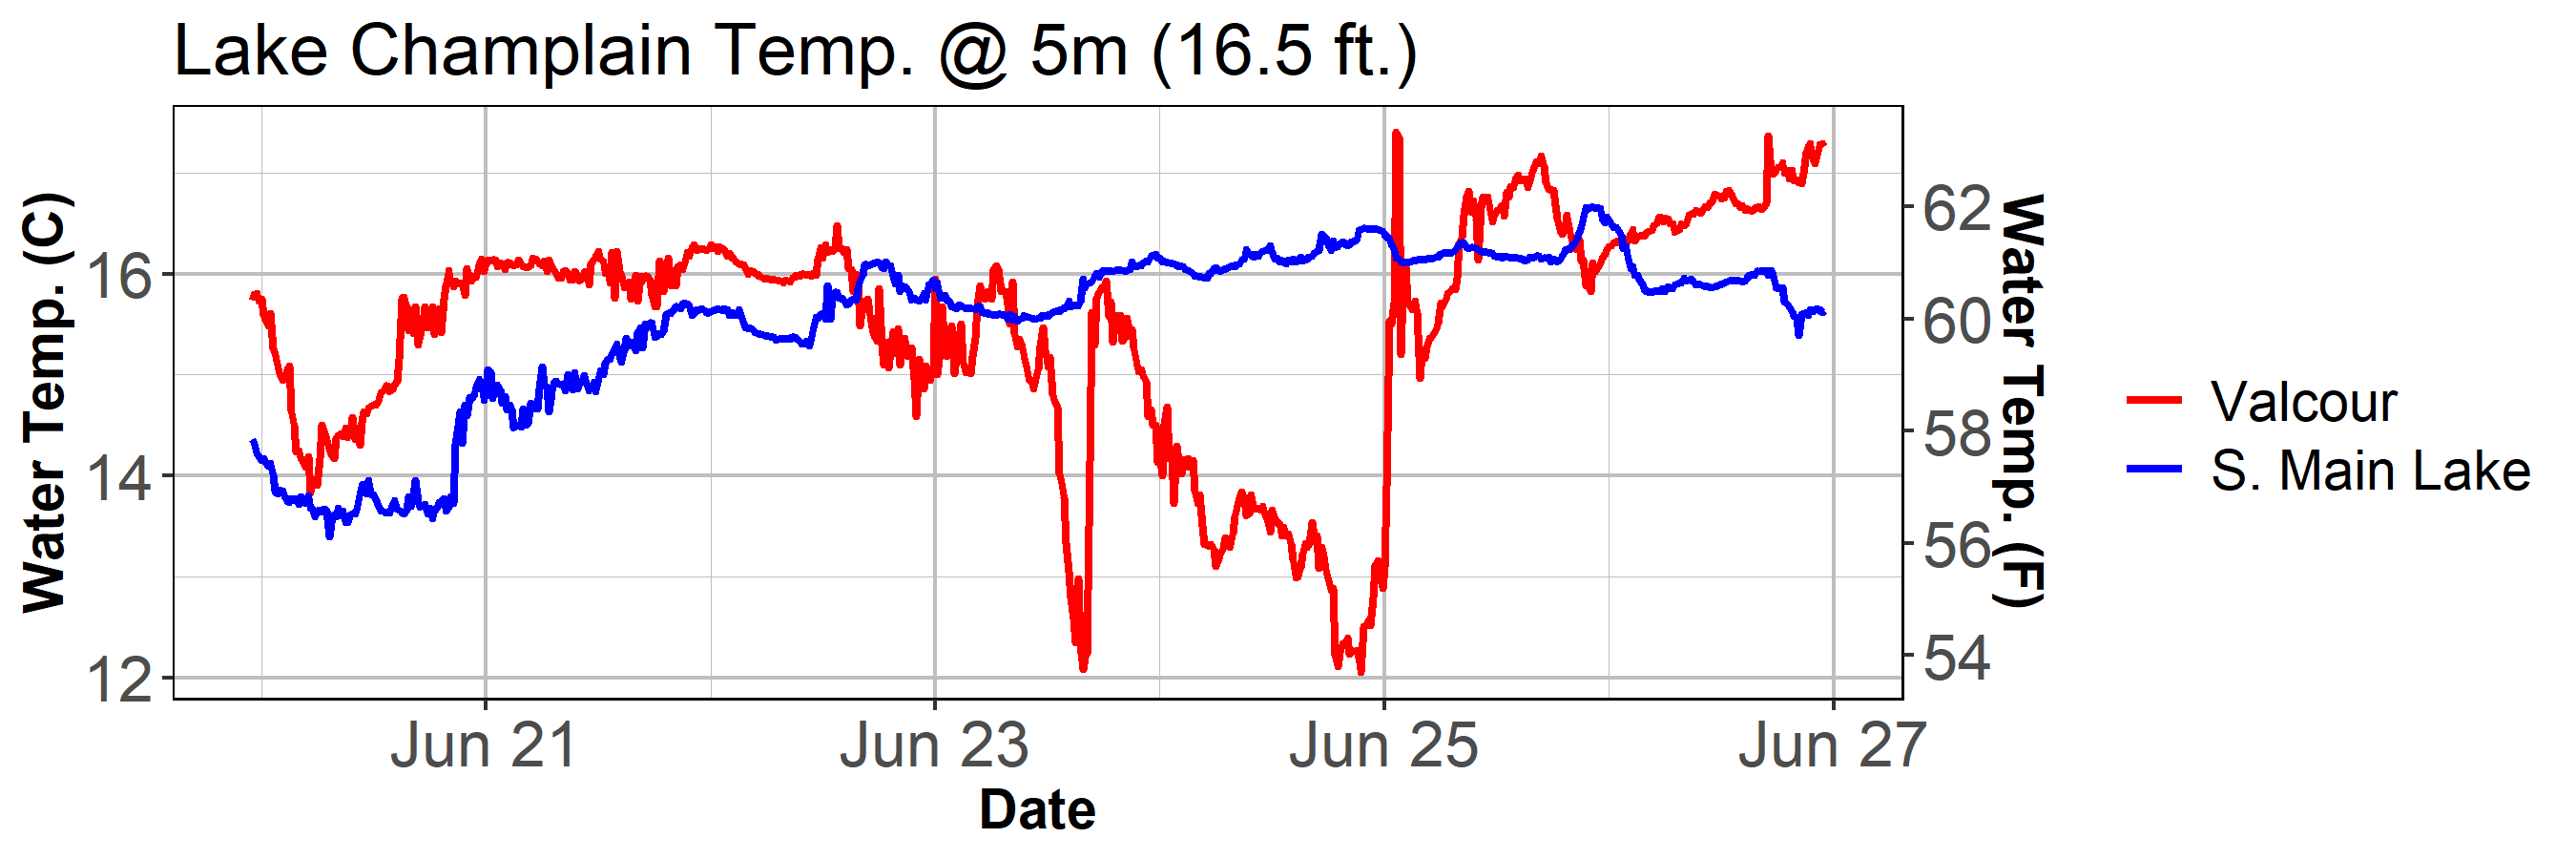 Lake Champlain Temp. @ 5m (16.5 ft.)
Water Temp. (C)
16
14
12
62
60
58
56
54
Water Temp. (F)
Jun 21
Jun 23
Jun 25
Jun 27
Date
Valcour
S. Main Lake